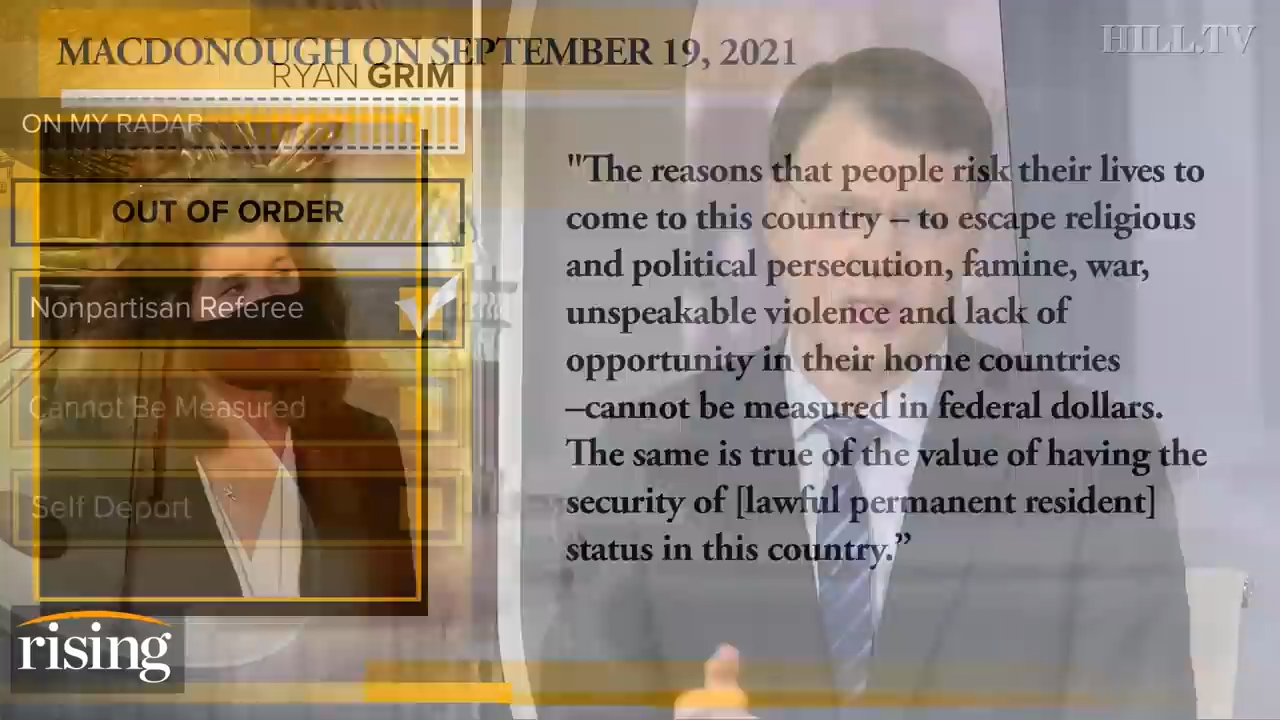 MACDONOUGH ON SEPTEMBER 19, 2021
HILL.TV
RYAN GRIM
ON MY RADAR
OUT OF ORDER
Nonpartisan Referee
Cannot Be Measured
Self Deport
"The reasons that people risk their lives to
come to this country – to escape religious
and political persecution, famine, war,
unspeakable violence and lack of
opportunity in their home countries
–cannot be measured in federal dollars.
The same is true of the value of having the
security of [lawful permanent resident]
status in this country.”
rising